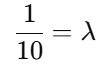 1/10 = λ